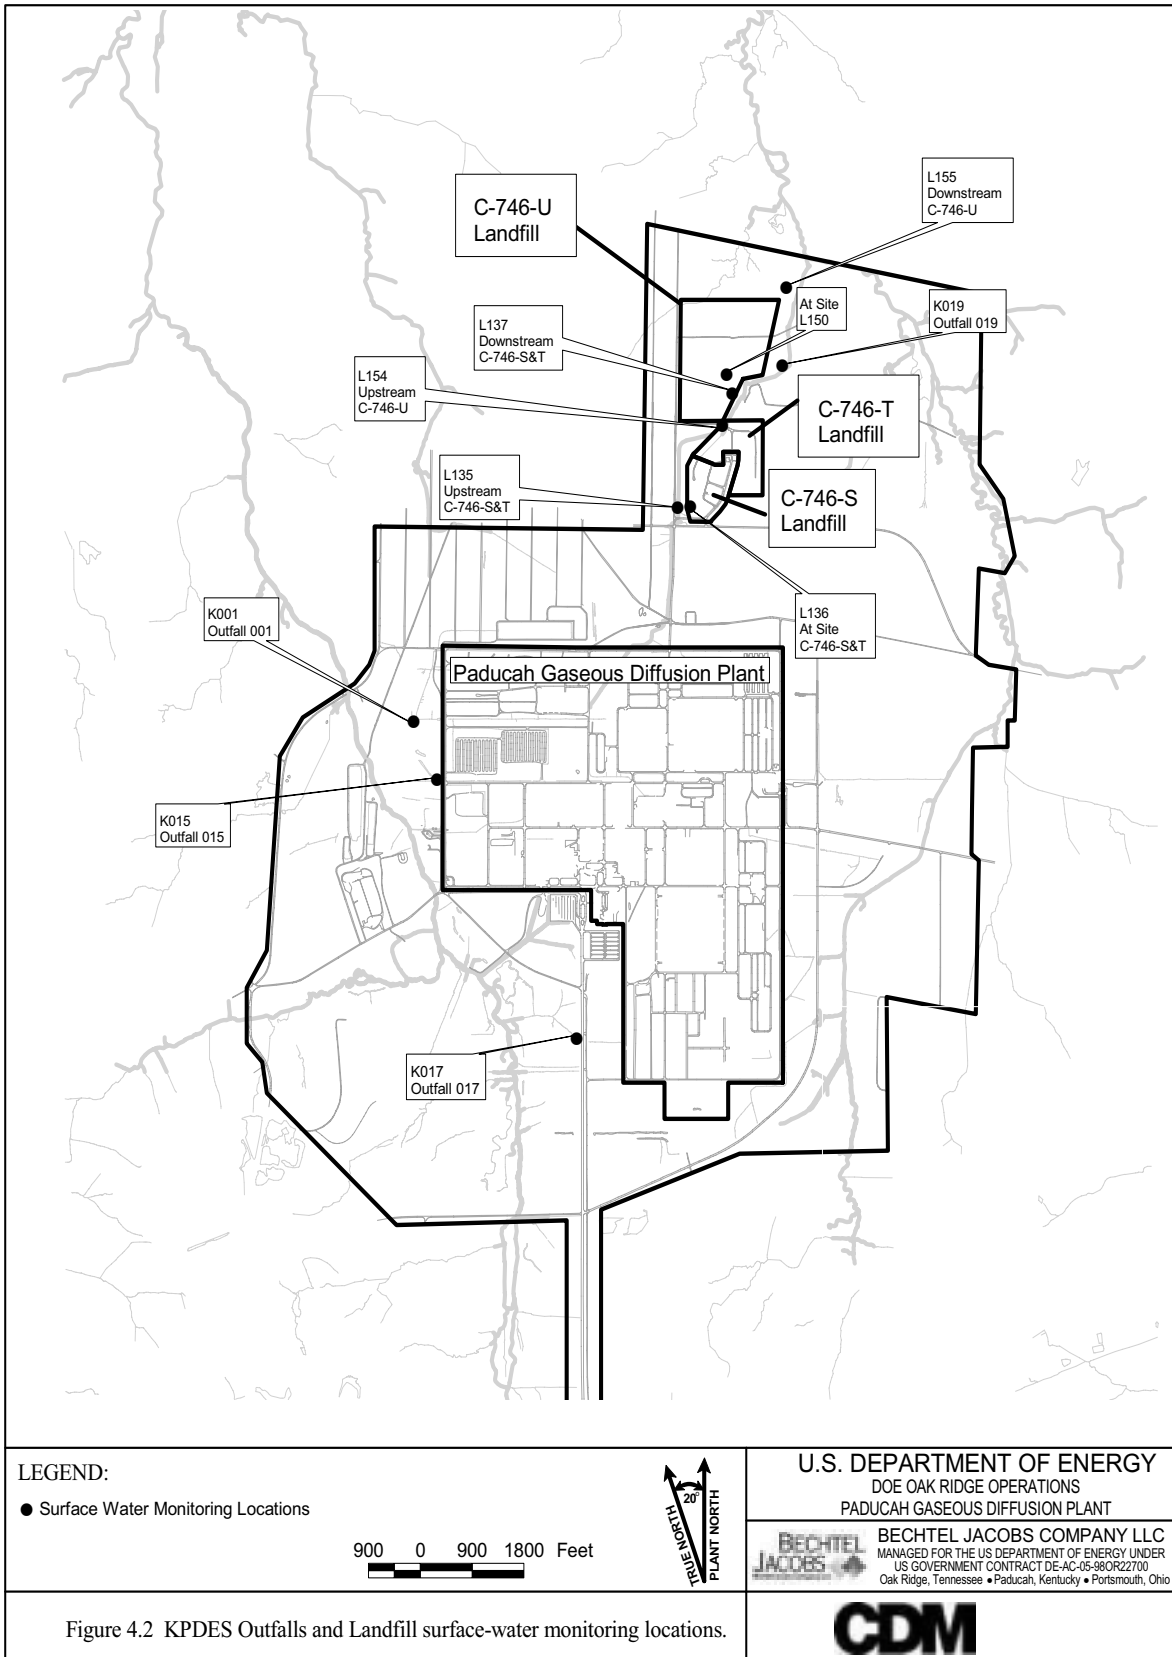 L155
Downstream
C-746-U
C-746-U
Landfill
At Site
L150
K019
Outfall 019
L137
Downstream
C-746-S&T
L154
Upstream
C-746-U
C-746-T
Landfill
L135
Upstream
C-746-S&T
C-746-S
Landfill
K001
Outfall 001
L136
At Site
C-746-S&T
Paducah Gaseous Diffusion Plant
K015
Outfall 015
K017
Outfall 017
LEGEND:
Surface Water Monitoring Locations
900 0 900 1800 Feet
20°
TRUE NORTH
PLANT NORTH
U.S. DEPARTMENT OF ENERGY
DOE OAK RIDGE OPERATIONS
PADUCAH GASEOUS DIFFUSION PLANT
BECHTEL
JACOBS
BECHTEL JACOBS COMPANY LLC
MANAGED FOR THE US DEPARTMENT OF ENERGY UNDER
US GOVERNMENT CONTRACT DE-AC-05-98OR22700
Oak Ridge, Tennessee ● Paducah, Kentucky ● Portsmouth, Ohio
Figure 4.2 KPDES Outfalls and Landfill surface-water monitoring locations.
CDM